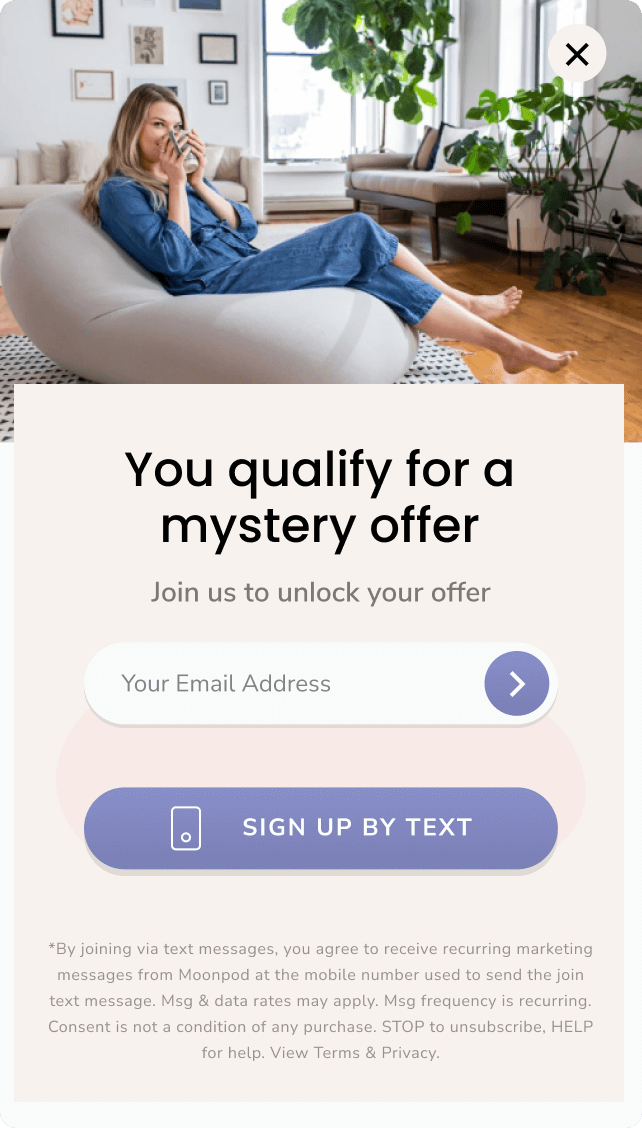 You qualify for a
mystery offer
Join us to unlock your offer
Your Email Address
SIGN UP BY TEXT
*By joining via text messages, you agree to receive recurring marketing
messages from Moonpod at the mobile number used to send the join
text message. Msg & data rates may apply. Msg frequency is recurring.
Consent is not a condition of any purchase. STOP to unsubscribe, HELP
for help. View Terms & Privacy.